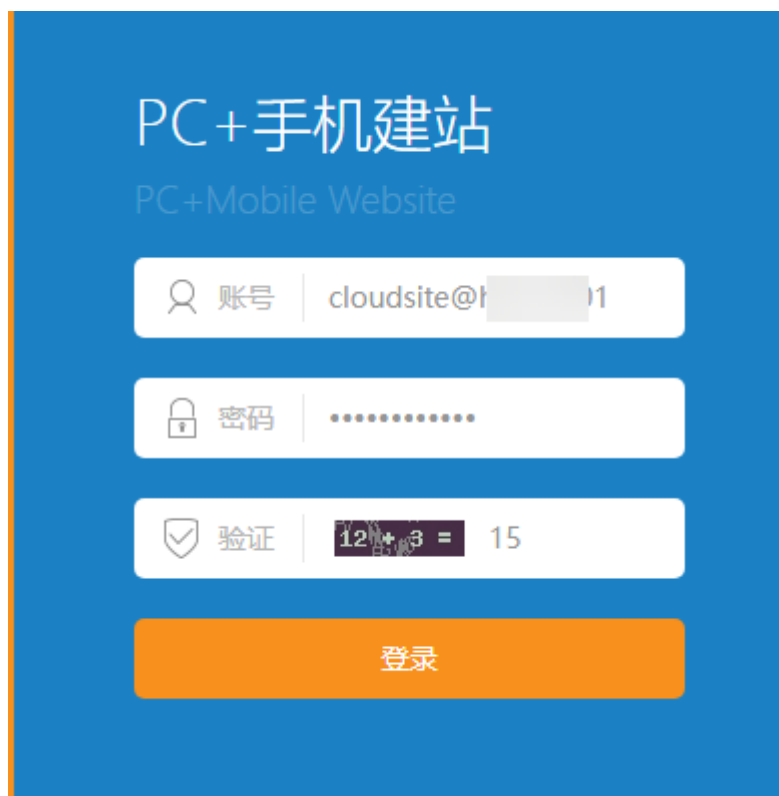 PC+手机建站
PC+Mobile Website
账号 cloudsite@h 01
密码 ••••••••••••
验证 12 + 3 = 15
登录